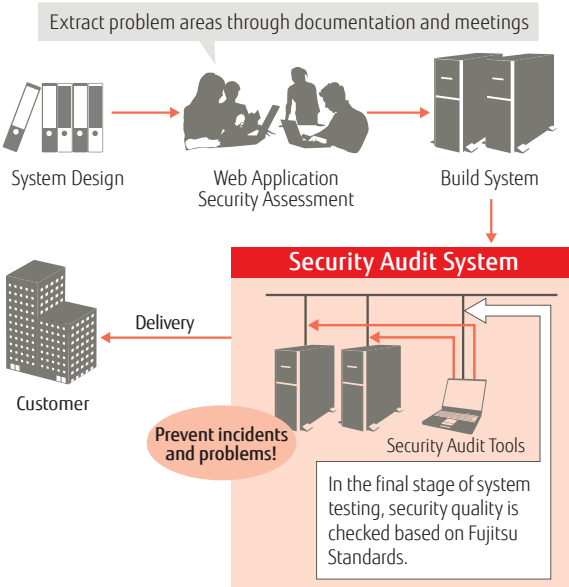 Extract problem areas through documentation and meetings
System Design
Web Application
Security Assessment
Build System
Security Audit System
Delivery
Customer
Prevent incidents
and problems!
Security Audit Tools
In the final stage of system
testing, security quality is
checked based on Fujitsu
Standards.